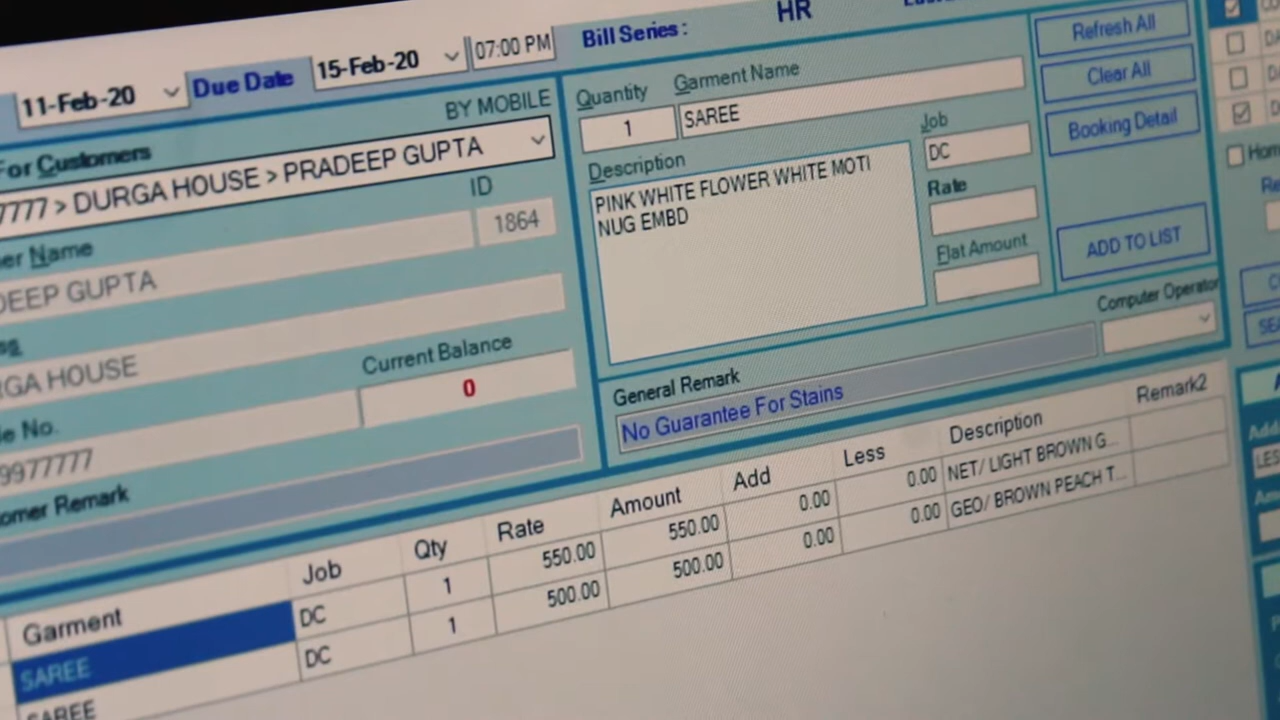 11-Feb-20 Due Date 15-Feb-20 07:00 PM Bill Series : HR
BY MOBILE
For Customers
7777 > DURGA HOUSE > PRADEEP GUPTA
ID
1864
Name
DEEP GUPTA
RGA HOUSE
Current Balance
0
No.
9977777
Remark
Quantity Garment Name
1 SAREE
Description
PINK WHITE FLOWER WHITE MOTI
NUG EMBD
Job
DC
Rate
Flat Amount
Refresh All
Clear All
Booking Detail
ADD TO LIST
Computer Operator
General Remark
No Guarantee For Stains
Garment Job Qty Rate Amount Add Less Description Remark2
SAREE DC 1 550.00 550.00 0.00 0.00 NET/ LIGHT BROWN G...
SAREE DC 1 500.00 500.00 0.00 0.00 GEO/ BROWN PEACH T...